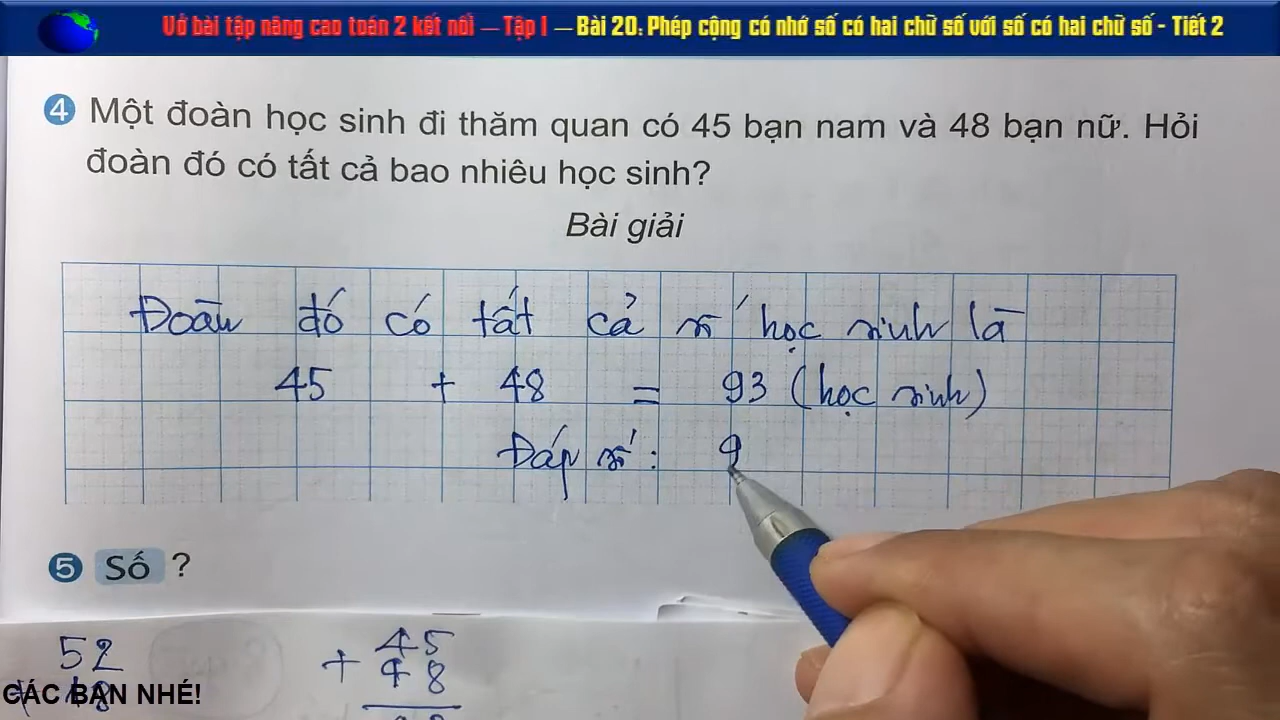 Vở bài tập nâng cao toán 2 kết nối – Tập 1 – Bài 20: Phép cộng có nhớ số có hai chữ số với số có hai chữ số - Tiết 2
4 Một đoàn học sinh đi thăm quan có 45 bạn nam và 48 bạn nữ. Hỏi
đoàn đó có tất cả bao nhiêu học sinh?
Bài giải
Đoàn đó có tất cả số học sinh là
45 + 48 = 93 (học sinh)
Đáp số: 9
5 Số ?
52
+ 18
+ 45
48
CÁC BẠN NHÉ!